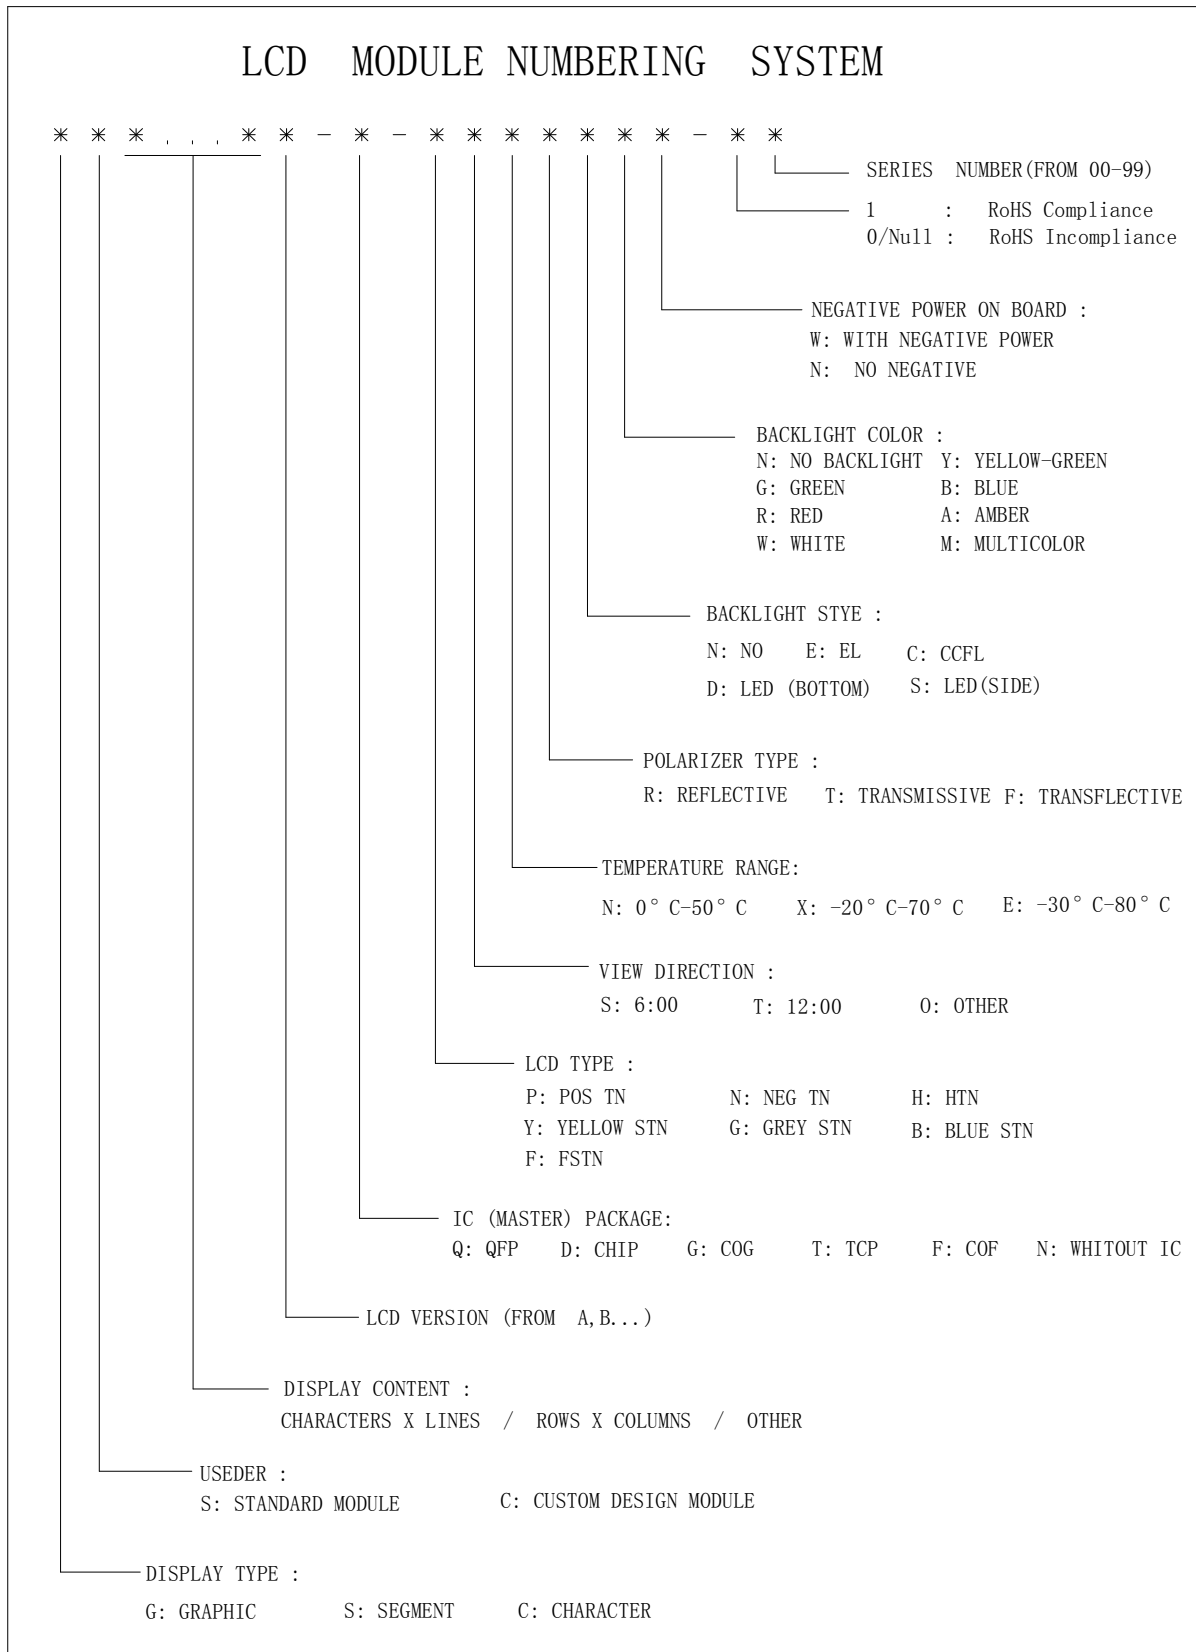 LCD MODULE NUMBERING SYSTEM
* * * . . . * * - * - * * * * * * * - * *
SERIES NUMBER(FROM 00-99)
1 : RoHS Compliance
0/Null : RoHS Incompliance
NEGATIVE POWER ON BOARD :
W: WITH NEGATIVE POWER
N: NO NEGATIVE
BACKLIGHT COLOR :
N: NO BACKLIGHT Y: YELLOW-GREEN
G: GREEN B: BLUE
R: RED A: AMBER
W: WHITE M: MULTICOLOR
BACKLIGHT STYE :
N: NO E: EL C: CCFL
D: LED (BOTTOM) S: LED(SIDE)
POLARIZER TYPE :
R: REFLECTIVE T: TRANSMISSIVE F: TRANSFLECTIVE
TEMPERATURE RANGE:
N: 0° C-50° C X: -20° C-70° C E: -30° C-80° C
VIEW DIRECTION :
S: 6:00 T: 12:00 O: OTHER
LCD TYPE :
P: POS TN N: NEG TN H: HTN
Y: YELLOW STN G: GREY STN B: BLUE STN
F: FSTN
IC (MASTER) PACKAGE:
Q: QFP D: CHIP G: COG T: TCP F: COF N: WHITOUT IC
LCD VERSION (FROM A,B...)
DISPLAY CONTENT :
CHARACTERS X LINES / ROWS X COLUMNS / OTHER
USEDER :
S: STANDARD MODULE C: CUSTOM DESIGN MODULE
DISPLAY TYPE :
G: GRAPHIC S: SEGMENT C: CHARACTER